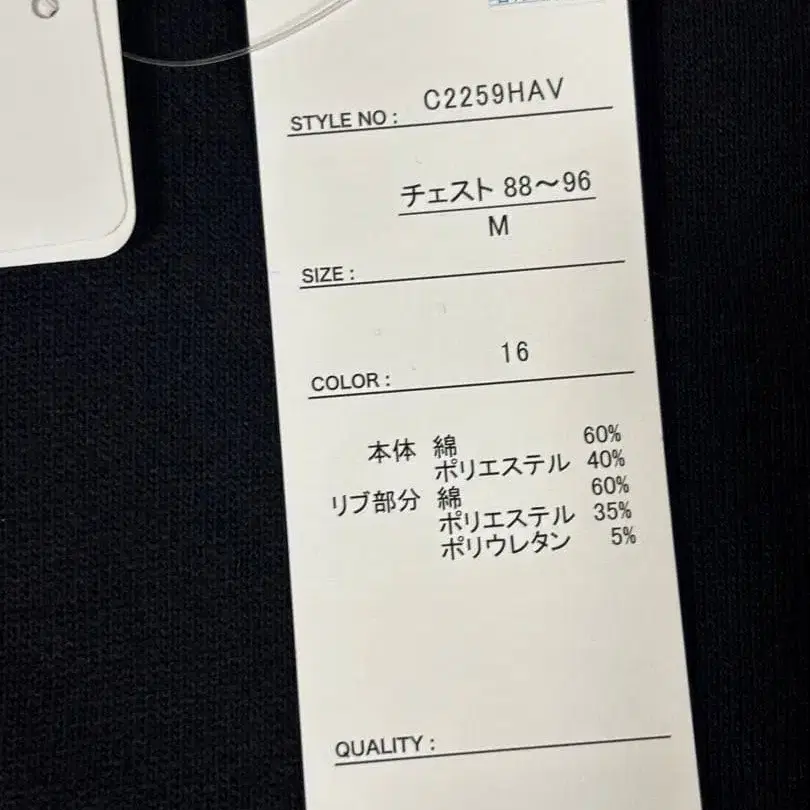 STYLE NO : C2259HAV
チェスト 88～96
M
SIZE :
COLOR : 16
本体 綿 60%
ポリエステル 40%
リブ部分 綿 60%
ポリエステル 35%
ポリウレタン 5%
QUALITY :